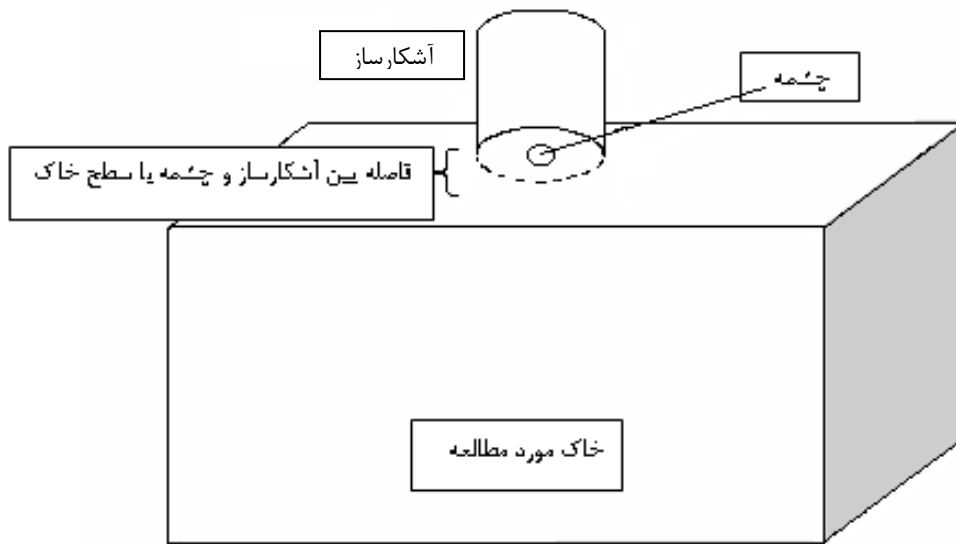 آشکارساز
چشمه
فاصله بین آشکارساز و چشمه یا سطح خاک
خاک مورد مطالعه